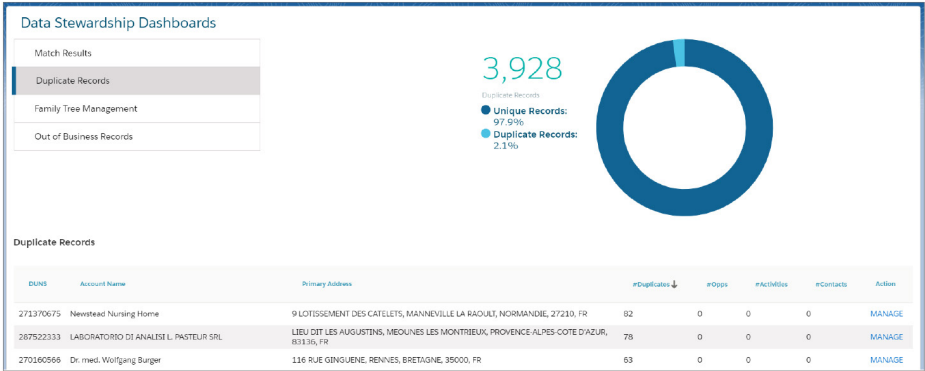 Data Stewardship Dashboards
Match Results
Duplicate Records
Family Tree Management
Out of Business Records
3,928
Duplicate Records
Unique Records:
97.9%
Duplicate Records:
2.1%
Duplicate Records
DUNS Account Name Primary Address #Duplicates #Opps #Activities #Contacts Action
271370675 Newstead Nursing Home 9 LOTISSEMENT DES CATELETS, MANNEVILLE LA RAOULT, NORMANDIE, 27210, FR 82 0 0 0 MANAGE
287522333 LABORATORIO DI ANALISI L. PASTEUR SRL LIEU DIT LES AUGUSTINS, MEOUNES LES MONTRIEUX, PROVENCE-ALPES-COTE D'AZUR, 78 0 0 0 MANAGE
83136, FR
270160566 Dr. med. Wolfgang Burger 116 RUE GINGUENE, RENNES, BRETAGNE, 35000, FR 63 0 0 0 MANAGE